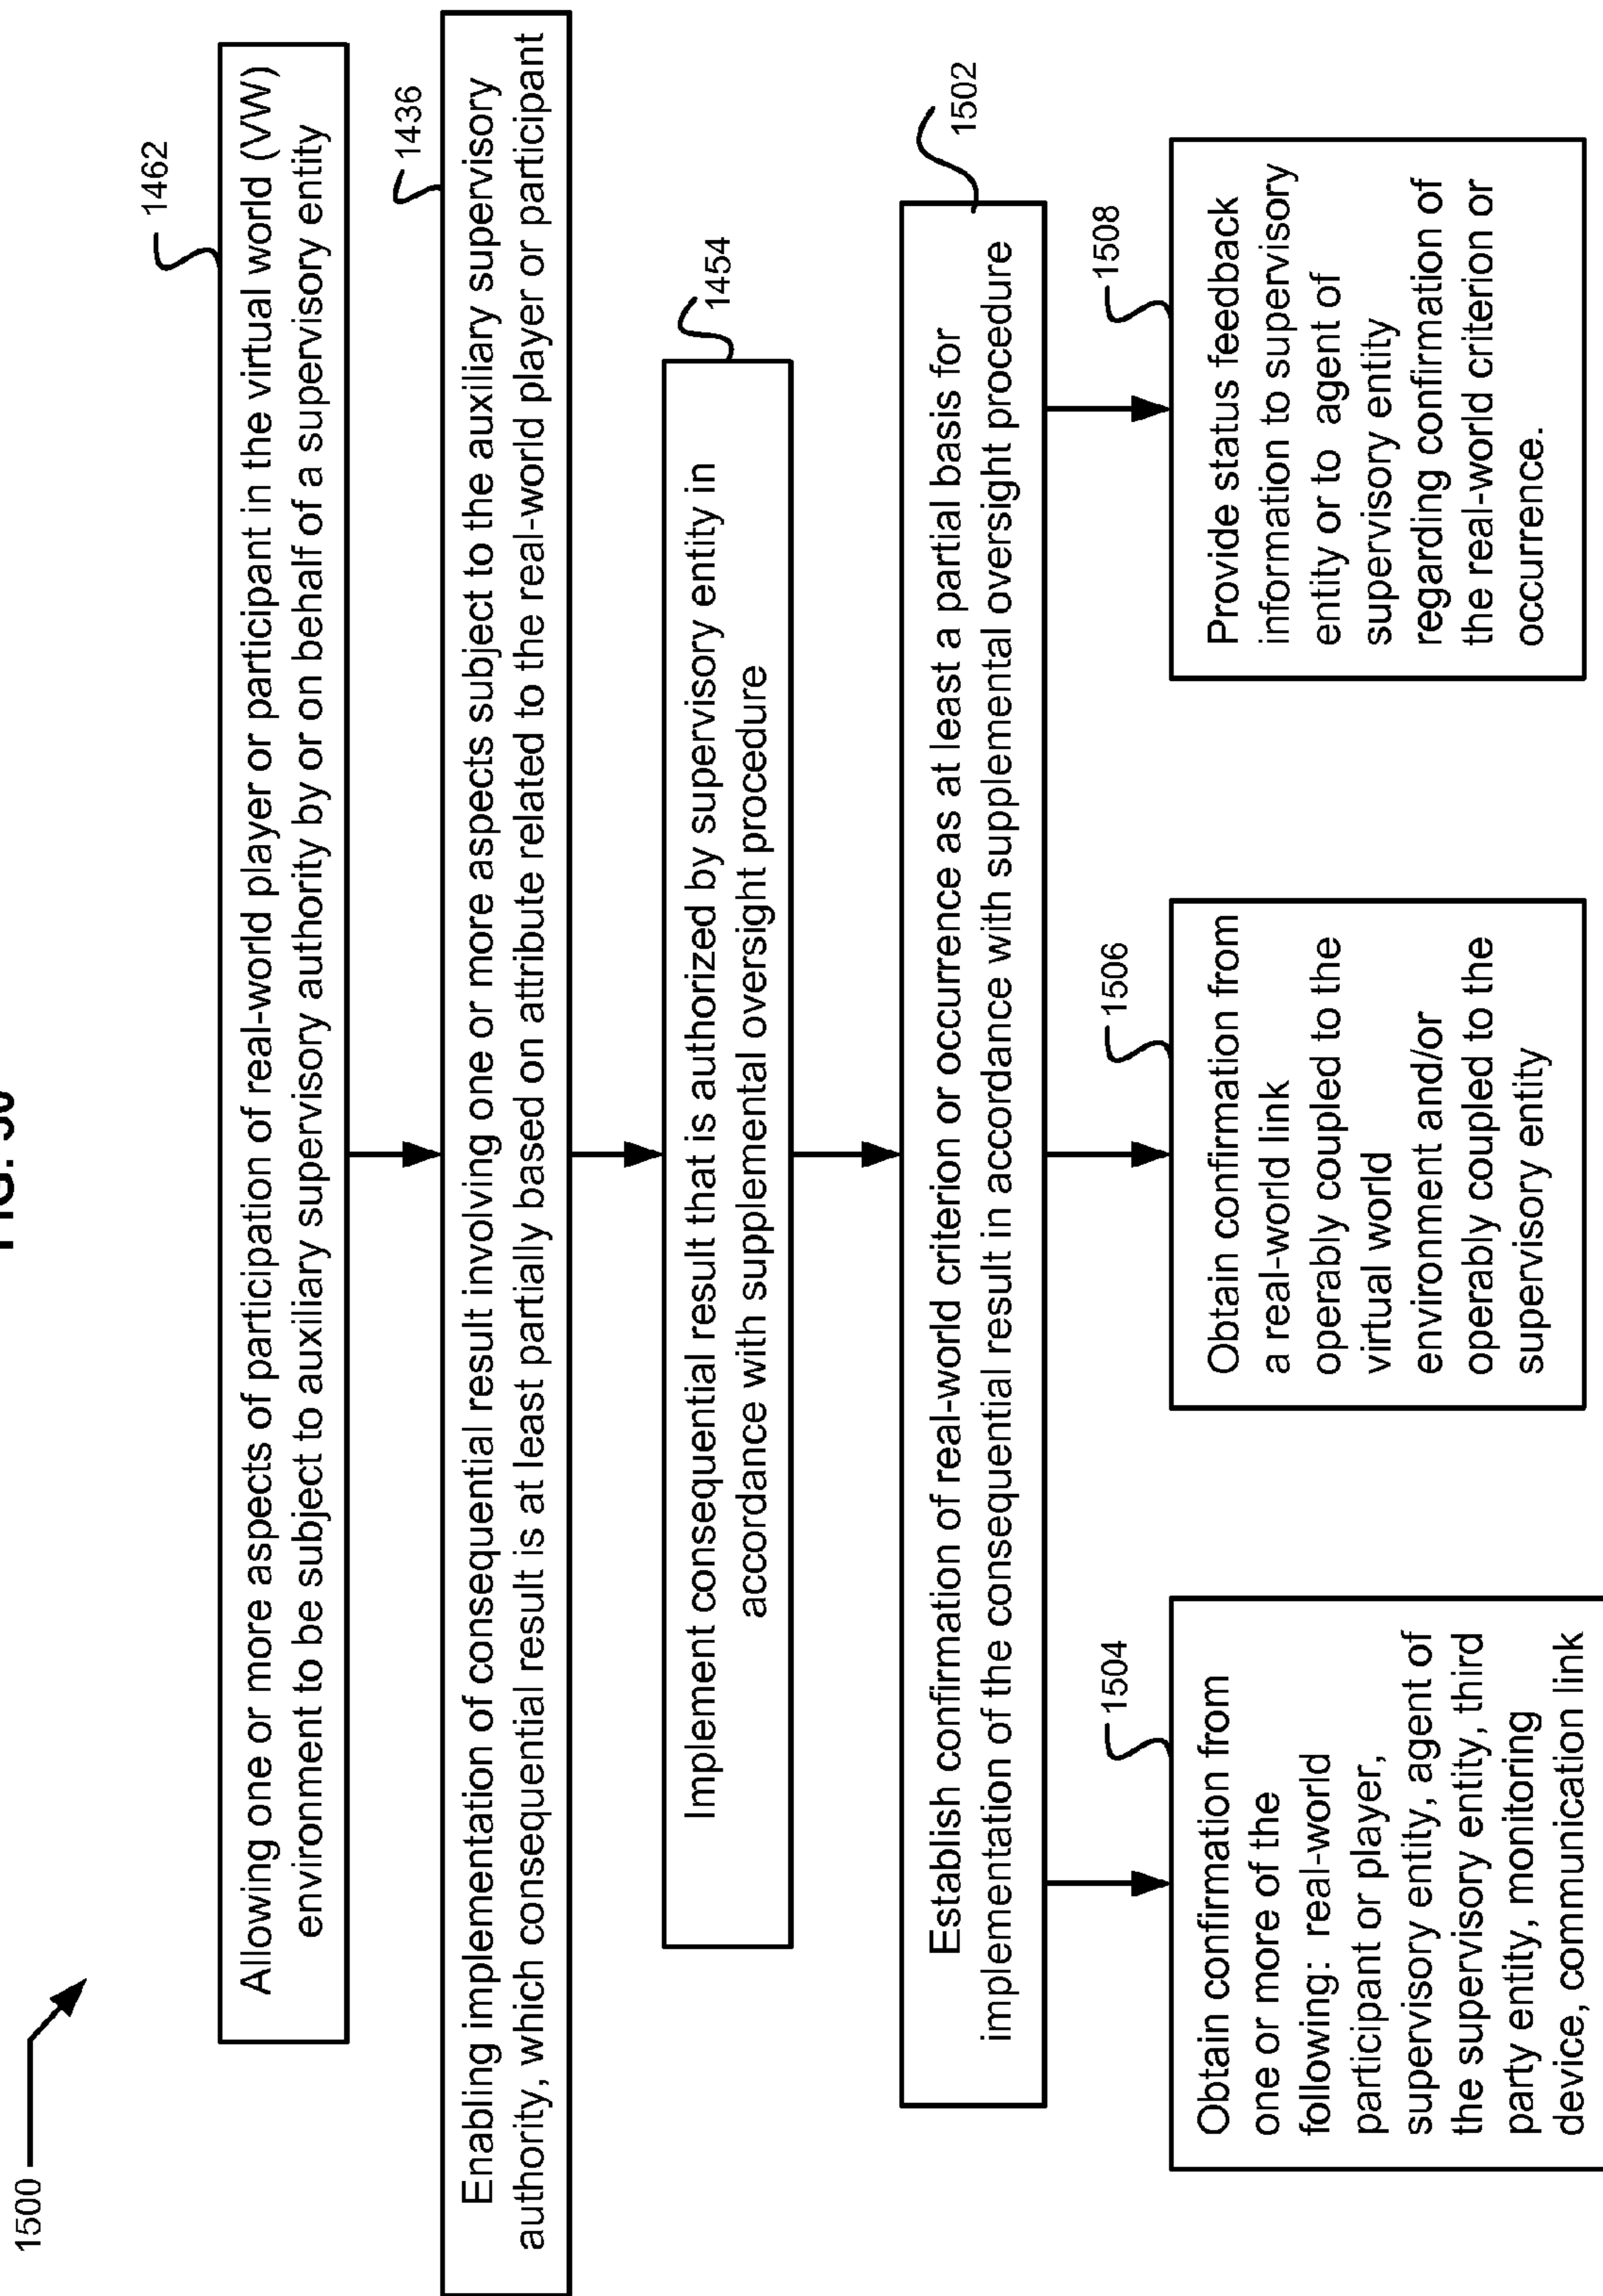 FIG.
1500
1462
Allowing one or more aspects of participation of real-world player or participant in the virtual world (VW)
environment to be subject to auxiliary supervisory authority by or on behalf of a supervisory entity
1436
Enabling implementation of consequential result involving one or more aspects subject to the auxiliary supervisory
authority, which consequential result is at least partially based on attribute related to the real-world player or participant
1454
Implement consequential result that is authorized by supervisory entity in
accordance with supplemental oversight procedure
1502
Establish confirmation of real-world criterion or occurrence as at least a partial basis for
implementation of the consequential result in accordance with supplemental oversight procedure
1504
Obtain confirmation from
one or more of the
following: real-world
participant or player,
supervisory entity, agent of
the supervisory entity, third
party entity, monitoring
device, communication link
1506
Obtain confirmation from
a real-world link
operably coupled to the
virtual world
environment and/or
operably coupled to the
supervisory entity
1508
Provide status feedback
information to supervisory
entity or to agent of
supervisory entity
regarding confirmation of
the real-world criterion or
occurrence.